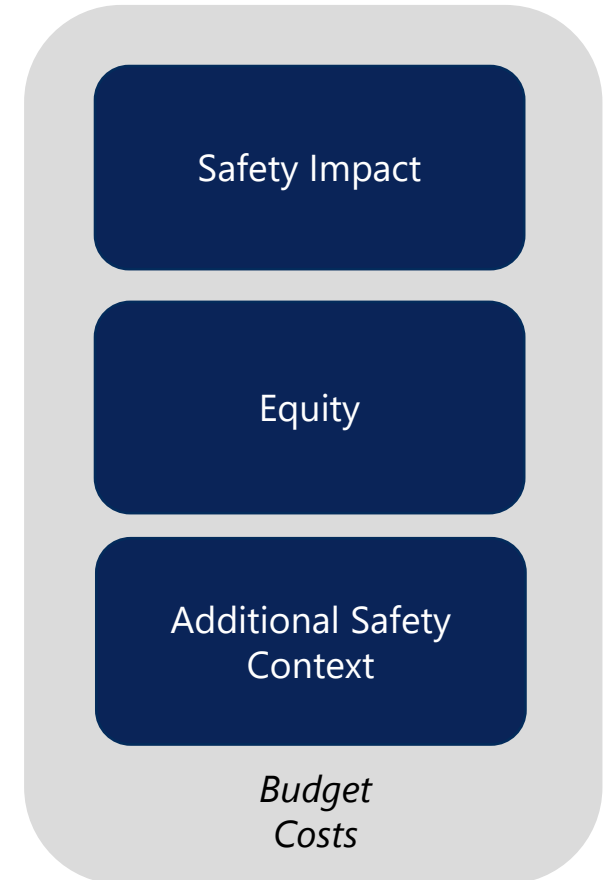 Safety Impact
Equity
Additional Safety
Context
Budget
Costs